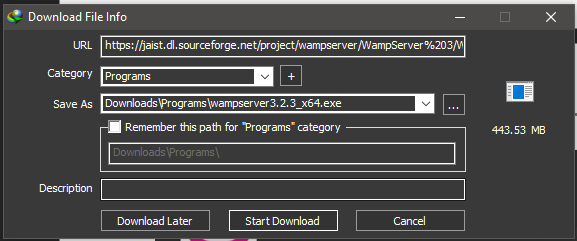 Download File Info
URL
https://jaist.dl.sourceforge.net/project/wampserver/WampServer%203/W
Category
Programs
+
Save As
Downloads\Programs\wampserver3.2.3_x64.exe
...
443.53 MB
Remember this path for "Programs" category
Downloads\Programs\
Description
Download Later
Start Download
Cancel